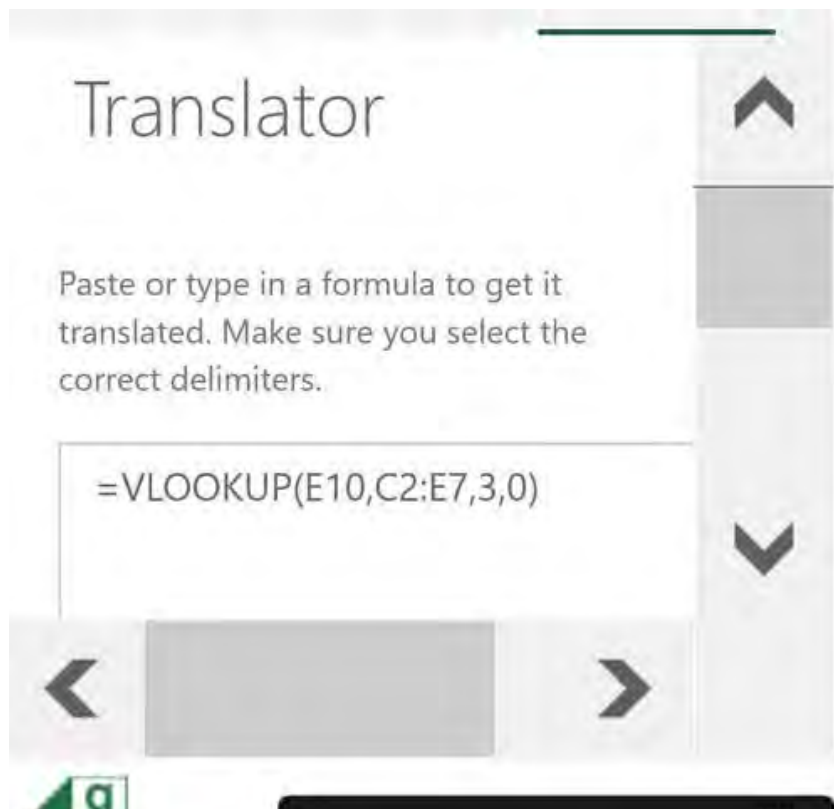 Translator
Paste or type in a formula to get it
translated. Make sure you select the
correct delimiters.
=VLOOKUP(E10,C2:E7,3,0)
a